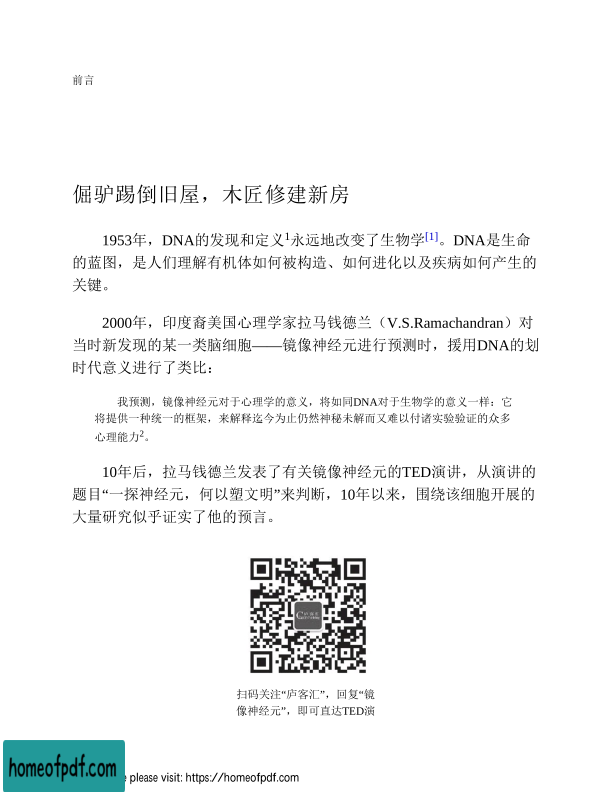 前言
倔驴踢倒旧屋，木匠修建新房
1953年，DNA的发现和定义1永远地改变了生物学[1]。DNA是生命
的蓝图，是人们理解有机体如何被构造、如何进化以及疾病如何产生的
关键。
2000年，印度裔美国心理学家拉马钱德兰（V.S.Ramachandran）对
当时新发现的某一类脑细胞——镜像神经元进行预测时，援用DNA的划
时代意义进行了类比：
我预测，镜像神经元对于心理学的意义，将如同DNA对于生物学的意义一样：它
将提供一种统一的框架，来解释迄今为止仍然神秘未解而又难以付诸实验验证的众多
心理能力2。
10年后，拉马钱德兰发表了有关镜像神经元的TED演讲，从演讲的
题目“一探神经元，何以塑文明”来判断，10年以来，围绕该细胞开展的
大量研究似乎证实了他的预言。
扫码关注“庐客汇”，回复“镜
像神经元”，即可直达TED演
homeofpdf.com
please visit: https://homeofpdf.com